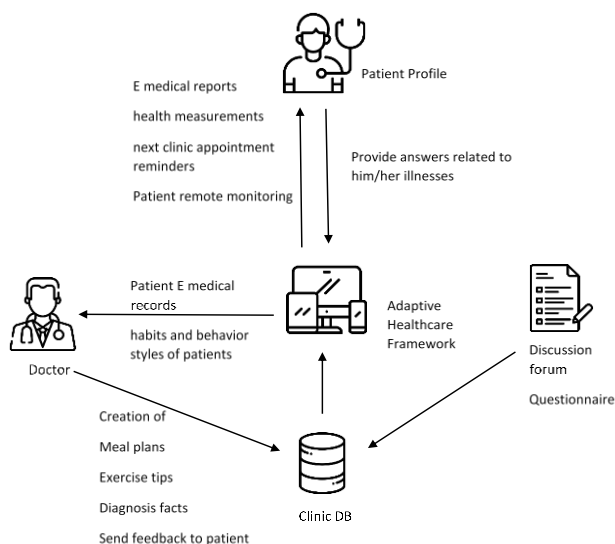 Patient Profile
E medical reports
health measurements
next clinic appointment
reminders
Patient remote monitoring
Provide answers related to
him/her illnesses
Patient E medical
records
habits and behavior
styles of patients
Doctor
Adaptive
Healthcare
Framework
Discussion
forum
Questionnaire
Creation of
Meal plans
Exercise tips
Diagnosis facts
Send feedback to patient
Clinic DB